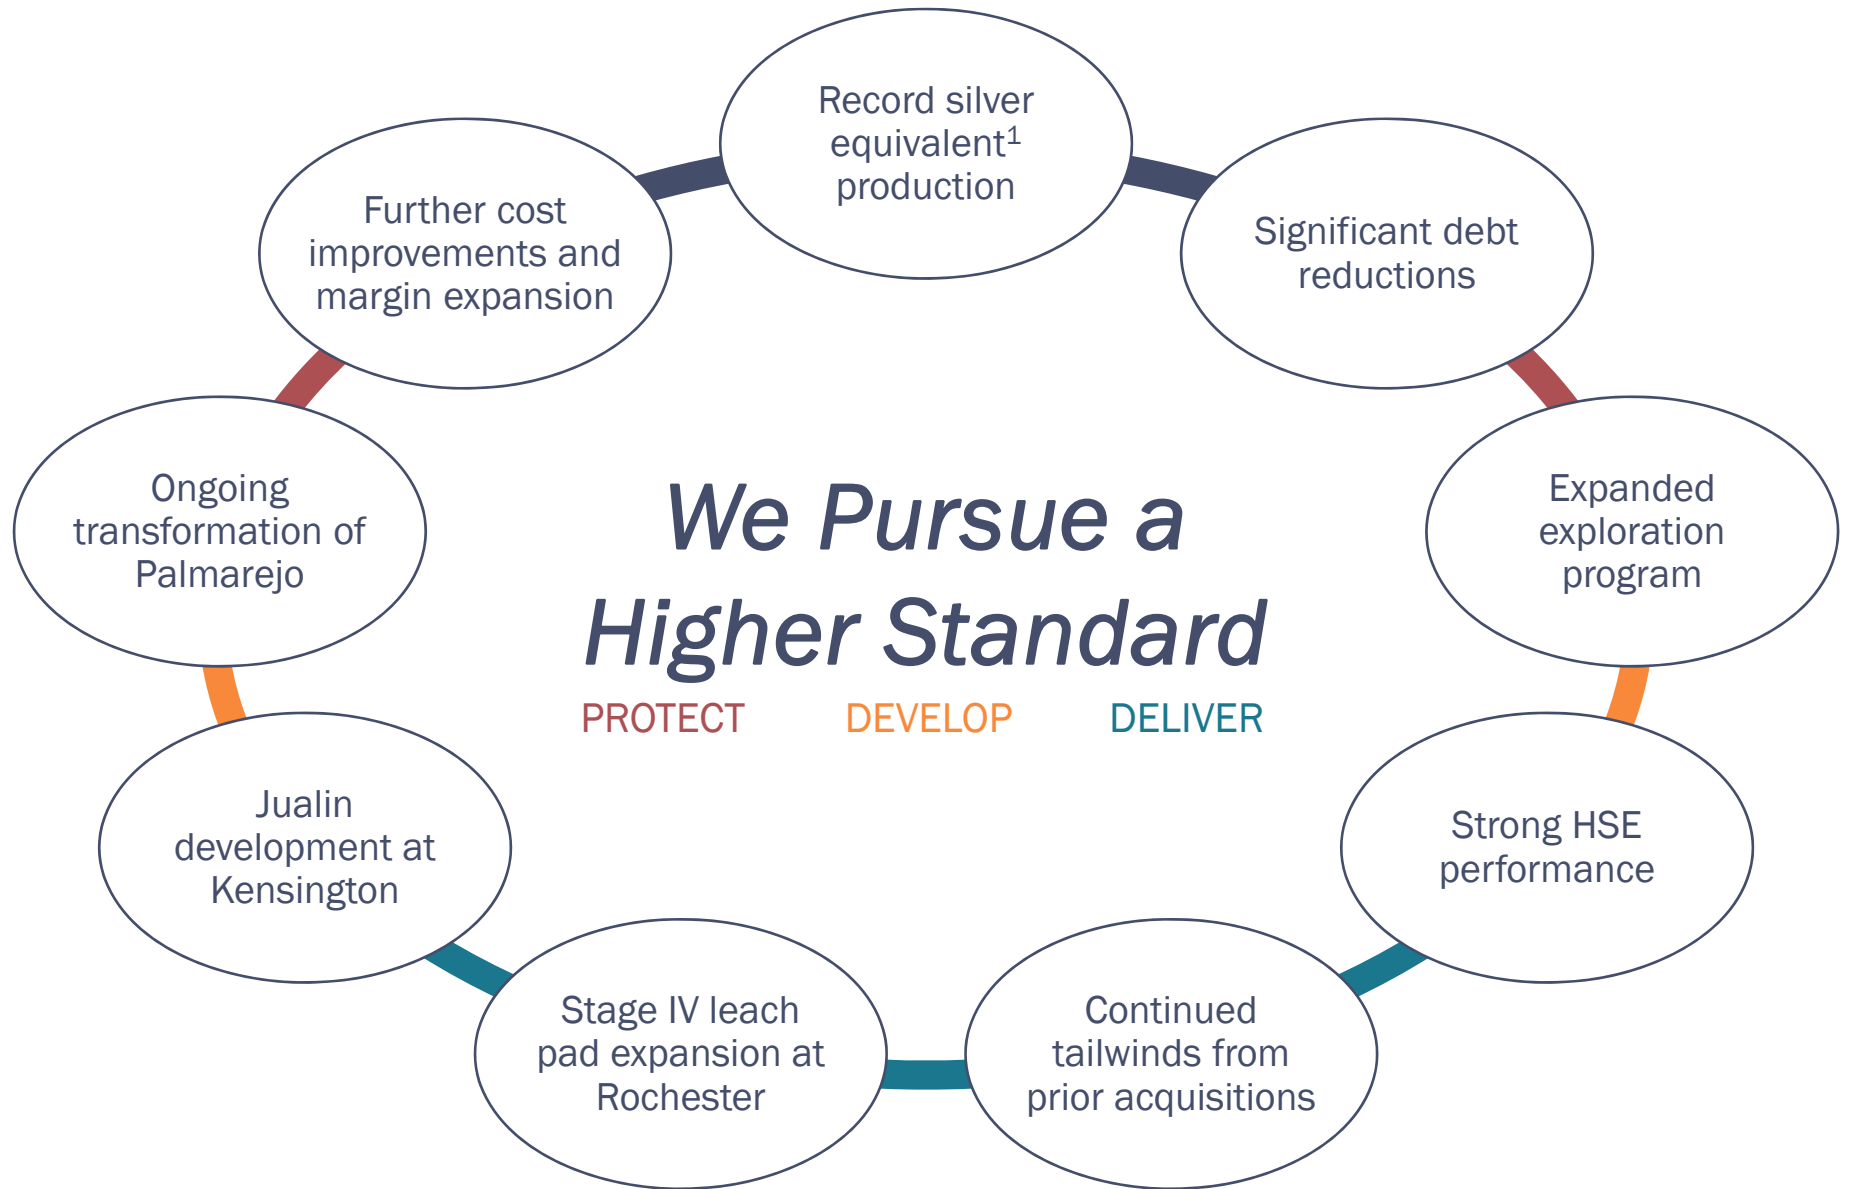 Record silver
equivalent¹
production
Significant debt
reductions
Expanded
exploration
program
Strong HSE
performance
Continued
tailwinds from
prior acquisitions
Stage IV leach
pad expansion at
Rochester
Jualin
development at
Kensington
Ongoing
transformation of
Palmarejo
Further cost
improvements and
margin expansion
We Pursue a
Higher Standard
PROTECT DEVELOP DELIVER